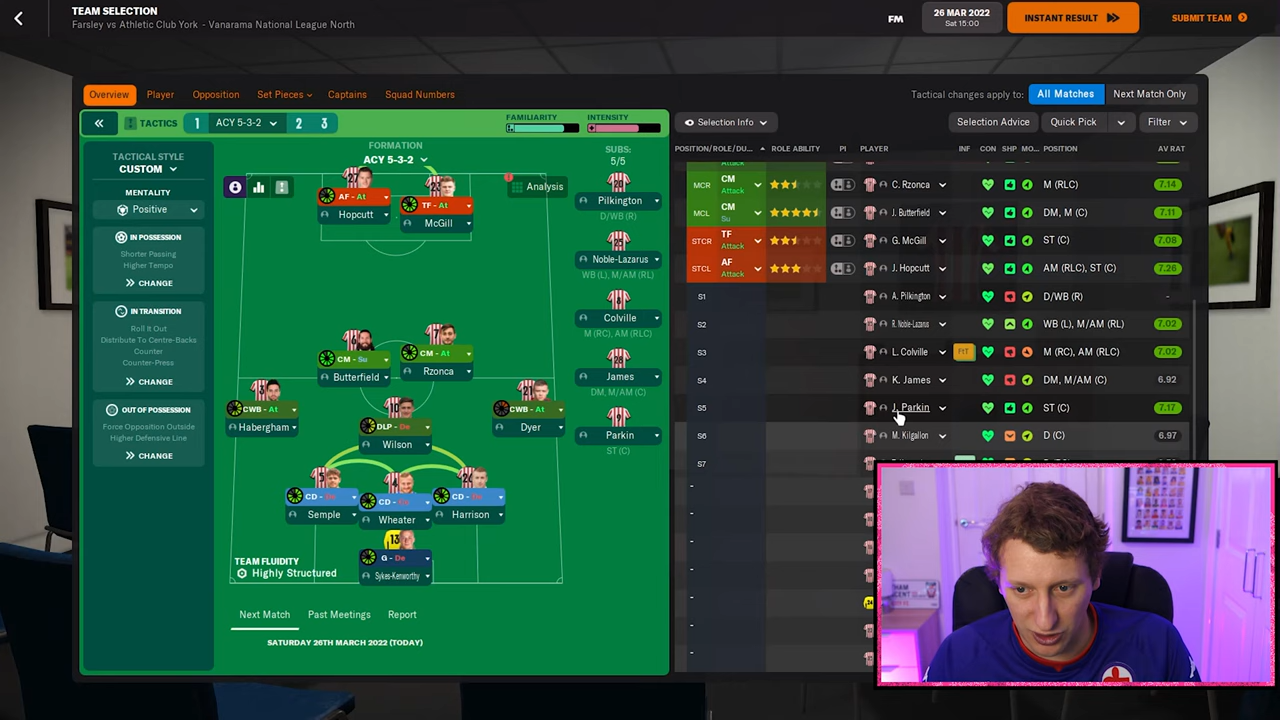 TEAM SELECTION
Farsley vs Athletic Club York - Vanarama National League North
FM
26 MAR 2022
Sat 15:00
INSTANT RESULT
SUBMIT TEAM
Overview
Player
Opposition
Set Pieces
Captains
Squad Numbers
Tactical changes apply to:
All Matches
Next Match Only
TACTICS
1
ACY 5-3-2
2
3
FAMILIARITY
INTENSITY
Selection Info
Selection Advice
Quick Pick
Filter
TACTICAL STYLE
CUSTOM
MENTALITY
Positive
IN POSSESSION
Shorter Passing
Higher Tempo
CHANGE
IN TRANSITION
Roll It Out
Distribute To Centre-Backs
Counter
Counter-Press
CHANGE
OUT OF POSSESSION
Force Opposition Outside
Higher Defensive Line
CHANGE
FORMATION
ACY 5-3-2
Analysis
AF - At
Hopcutt
TF - At
McGill
CM - Su
Butterfield
CM - At
Rzonca
CWB - At
Habergham
CWB - At
Dyer
DLP - De
Wilson
CD - De
Semple
CD - De
Wheater
CD - De
Harrison
13
G - De
Sykes-Kenworthy
TEAM FLUIDITY
Highly Structured
SUBS:
5/5
Pilkington
D/WB (R)
Noble-Lazarus
WB (L), M/AM (RL)
Colville
M (RC), AM (RLC)
James
DM, M/AM (C)
Parkin
ST (C)
Next Match
Past Meetings
Report
SATURDAY 26TH MARCH 2022 (TODAY)
POSITION/ROLE/DU...
ROLE ABILITY
PI
PLAYER
INF
CON
SHP
MO...
POSITION
AV RAT
Attack
MCR
CM
Attack
C. Rzonca
M (RLC)
7.14
MCL
CM
Su
J. Butterfield
DM, M (C)
7.11
STCR
TF
Attack
G. McGill
ST (C)
7.08
STCL
AF
Attack
J. Hopcutt
AM (RLC), ST (C)
7.26
S1
A. Pilkington
D/WB (R)
-
S2
R. Noble-Lazarus
WB (L), M/AM (RL)
7.02
S3
L. Colville
FtT
M (RC), AM (RLC)
7.02
S4
K. James
DM, M/AM (C)
6.92
S5
J. Parkin
ST (C)
7.17
S6
M. Kilgallon
D (C)
6.97
S7